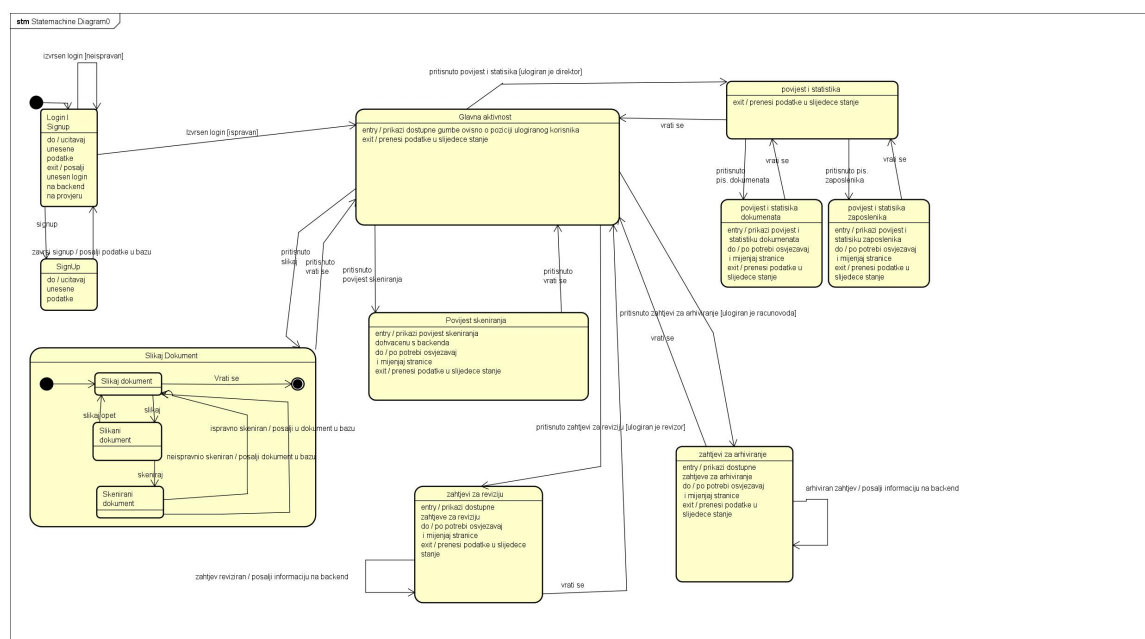 stm Statemachine Diagram0
izvrsen login [neispravan]
Login I
Signup
do / ucitavaj
unesene
podatke
exit / posalji
unesen login
na backend
na provjeru
Izvrsen login [ispravan]
signup
zavrsi signup / posalji podatke u bazu
SignUp
do / ucitavaj
unesene
podatke
pritisnuto povijest i statisika [ulogiran je direktor]
Glavna aktivnost
entry / prikazi dostupne gumbe ovisno o poziciji ulogiranog korisnika
exit / prenesi podatke u slijedece stanje
povijest i statistika
exit / prenesi podatke u slijedece stanje
vrati se
pritisnuto
pis. dokumenata
vrati se
pritisnuto pis.
zaposlenika
vrati se
povijest i statisika
dokumenata
entry / prikazi povijest i
statistiku dokumenata
do / po potrebi osvjezavaj
i mijenjaj stranice
exit / prenesi podatke u
slijedece stanje
povijest i statistika
zaposlenika
entry / prikazi povijest i
statisiku zaposlenika
do / po potrebi osvjezavaj
i mijenjaj stranice
exit / prenesi podatke u
slijedece stanje
pritisnuto
slikaj
pritisnuto
vrati se
pritisnuto
povijest skeniranja
pritisnuto
vrati se
Povijest skeniranja
entry / prikazi povijest skeniranja
dohvacenu s backenda
do / po potrebi osvjezavaj
i mijenjaj stranice
exit / prenesi podatke u slijedece stanje
pritisnuto zahtjevi za arhiviranje [ulogiran je racunovoda]
vrati se
Slikaj Dokument
Slikaj dokument
Vrati se
slikaj opet
slikaj
Slikani
dokument
ispravno skeniran / posalji u dokument u bazu
neispravnio skeniran / posalji dokument u bazu
skeniraj
Skenirani
dokument
pritisnuto zahtjevi za reviziju [ulogiran je revizor]
zahtjevi za reviziju
entry / prikazi dostupne
zahtjeve za reviziju
do / po potrebi osvjezavaj
i mijenjaj stranice
exit / prenesi podatke u slijedece
stanje
zahtjev reviziran / posalji informaciju na backend
vrati se
zahtjevi za arhiviranje
entry / prikazi dostupne
zahtjeve za arhiviranje
do / po potrebi osvjezavaj
i mijenjaj stranice
exit / prenesi podatke u
slijedece stanje
arhiviran zahtjev / posalji informaciju na backend